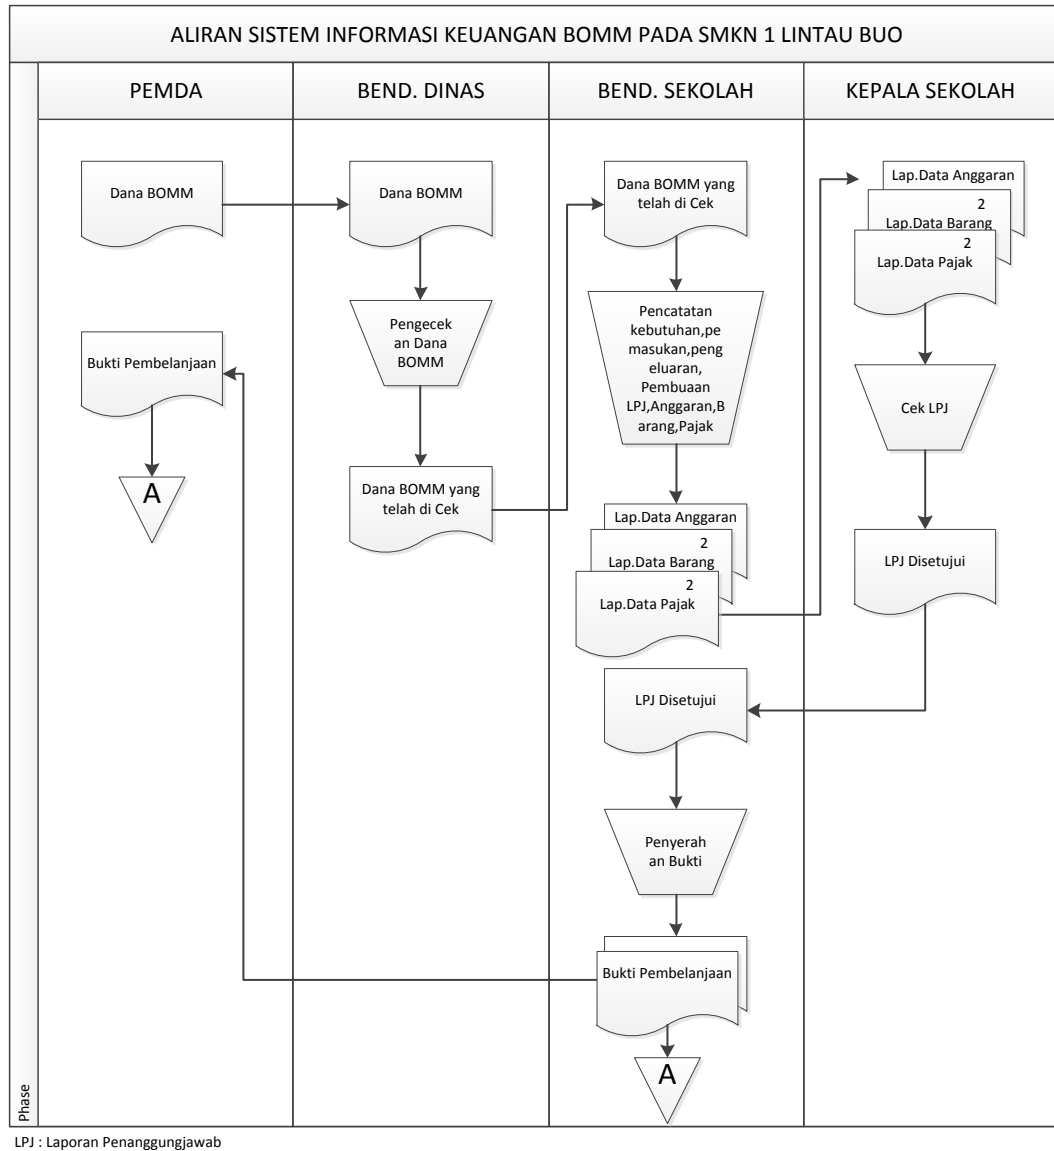 ALIRAN SISTEM INFORMASI KEUANGAN BOMM PADA SMKN 1 LINTAU BUO
PEMDA
BEND. DINAS
BEND. SEKOLAH
KEPALA SEKOLAH
Dana BOMM
Bukti Pembelanjaan
A
Dana BOMM
Pengecek
an Dana
BOMM
Dana BOMM yang
telah di Cek
Dana BOMM yang
telah di Cek
Pencatatan
kebutuhan,pe
masukan,peng
eluaran,
Pembuaan
LPJ,Anggaran,B
arang,Pajak
Lap.Data Anggaran
2
Lap.Data Barang
2
Lap.Data Pajak
LPJ Disetujui
Penyerah
an Bukti
Bukti Pembelanjaan
A
Lap.Data Anggaran
2
Lap.Data Barang
2
Lap.Data Pajak
Cek LPJ
LPJ Disetujui
Phase
LPJ : Laporan Penanggungjawab